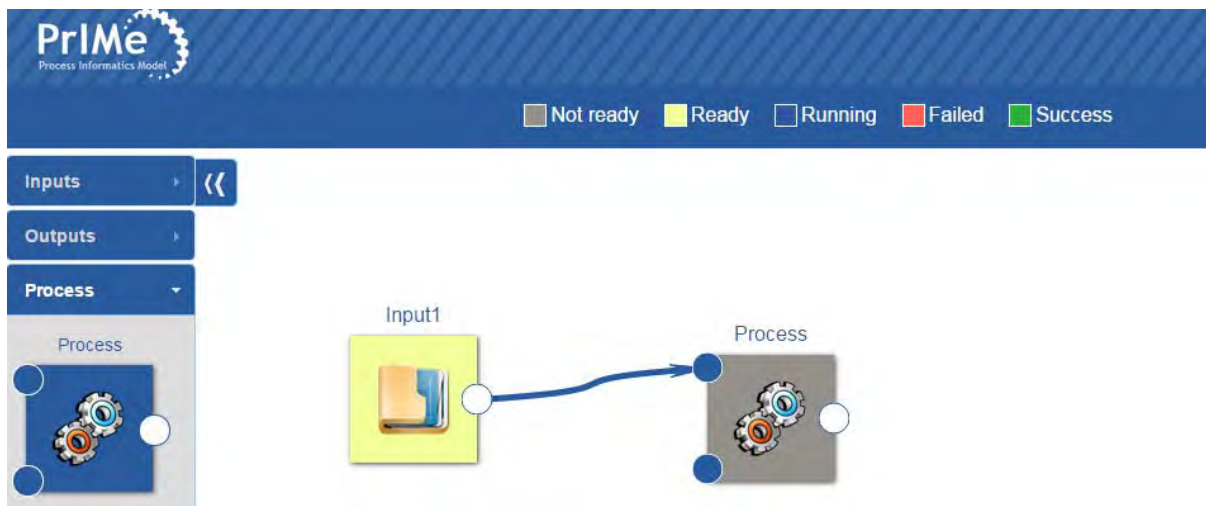 PrIMe
Process Informatics Model
Not ready Ready Running Failed Success
Inputs
Outputs
Process
Process
Input1
Process